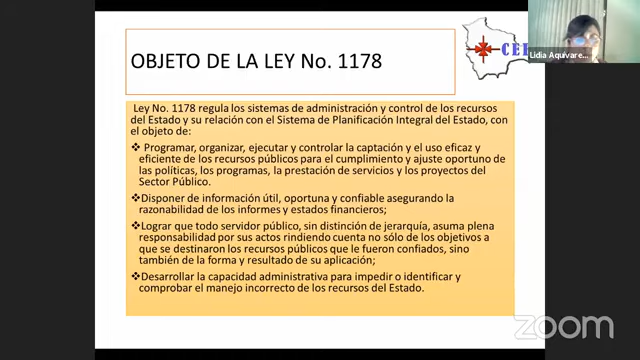 OBJETO DE LA LEY No. 1178
Lidia Aquivare...
Ley No. 1178 regula los sistemas de administración y control de los recursos
del Estado y su relación con el Sistema de Planificación Integral del Estado, con
el objeto de:
❖ Programar, organizar, ejecutar y controlar la captación y el uso eficaz y
eficiente de los recursos públicos para el cumplimiento y ajuste oportuno de
las políticas, los programas, la prestación de servicios y los proyectos del
Sector Público.
❖Disponer de información útil, oportuna y confiable asegurando la
razonabilidad de los informes y estados financieros;
❖Lograr que todo servidor público, sin distinción de jerarquía, asuma plena
responsabilidad por sus actos rindiendo cuenta no sólo de los objetivos a
que se destinaron los recursos públicos que le fueron confiados, sino
también de la forma y resultado de su aplicación;
❖Desarrollar la capacidad administrativa para impedir o identificar y
comprobar el manejo incorrecto de los recursos del Estado.
zoom